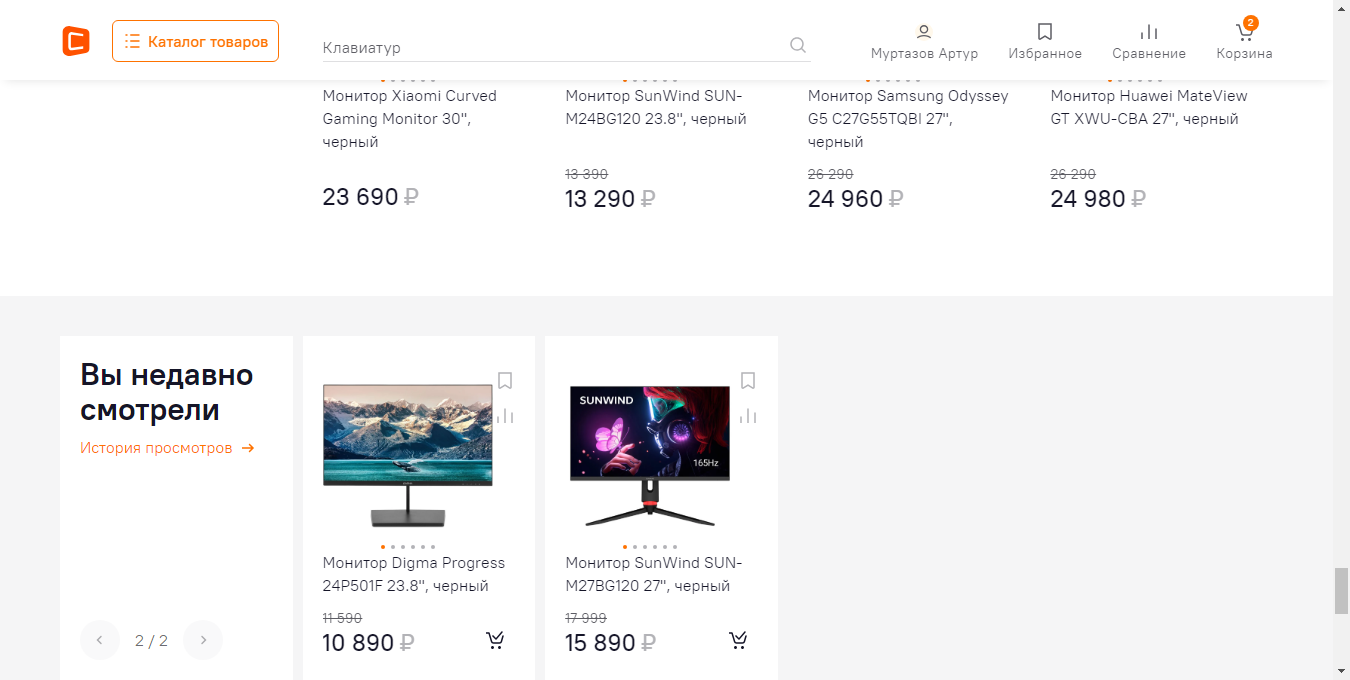 Каталог товаров
Клавиатур
Муртазов Артур
Избранное
Сравнение
2
Корзина
Монитор Xiaomi Curved
Gaming Monitor 30", 
черный
23 690 ₽
Монитор SunWind SUN-
M24BG120 23.8", черный
13 390
13 290 ₽
Монитор Samsung Odyssey
G5 C27G55TQBI 27",
черный
26 290
24 960 ₽
Монитор Huawei MateView
GT XWU-CBA 27", черный
26 290
24 980 ₽
Вы недавно
смотрели
История просмотров →
2 / 2
Монитор Digma Progress
24P501F 23.8", черный
11 590
10 890 ₽
SUNWIND
165Hz
Монитор SunWind SUN-
M27BG120 27", черный
17 999
15 890 ₽